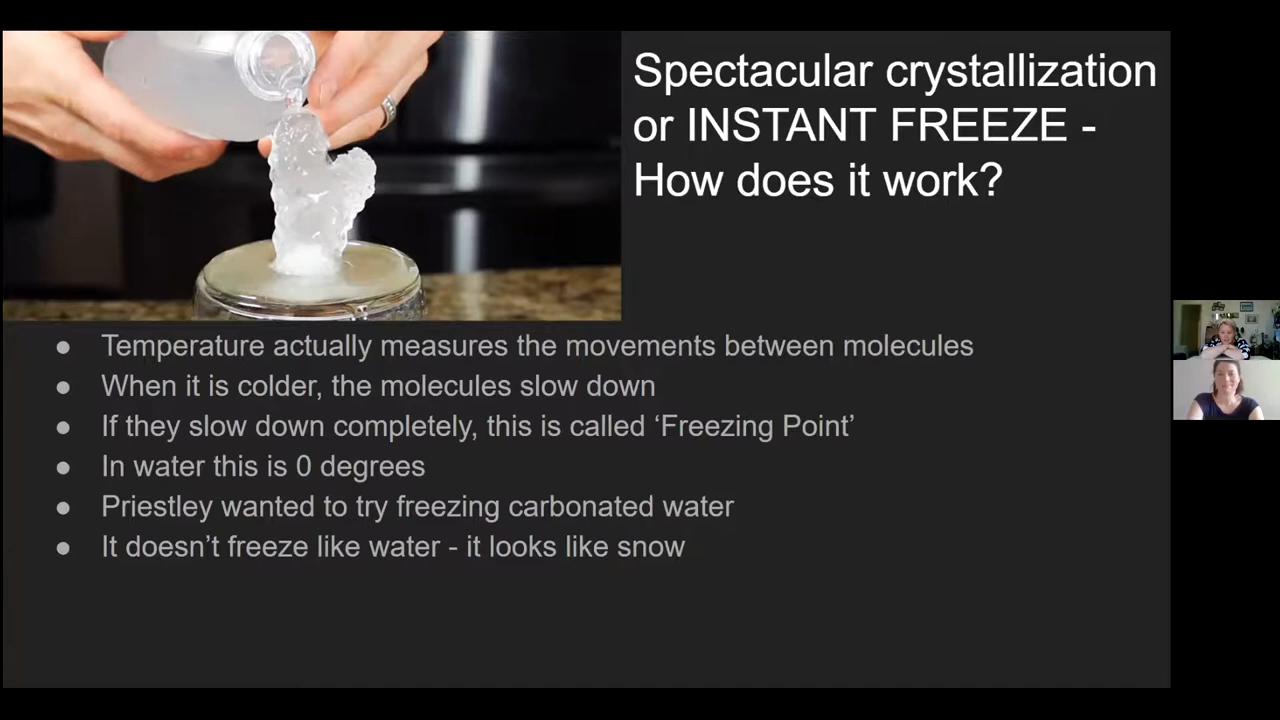 Spectacular crystallization
or INSTANT FREEZE -
How does it work?
● Temperature actually measures the movements between molecules
● When it is colder, the molecules slow down
● If they slow down completely, this is called ‘Freezing Point’
● In water this is 0 degrees
● Priestley wanted to try freezing carbonated water
● It doesn’t freeze like water - it looks like snow